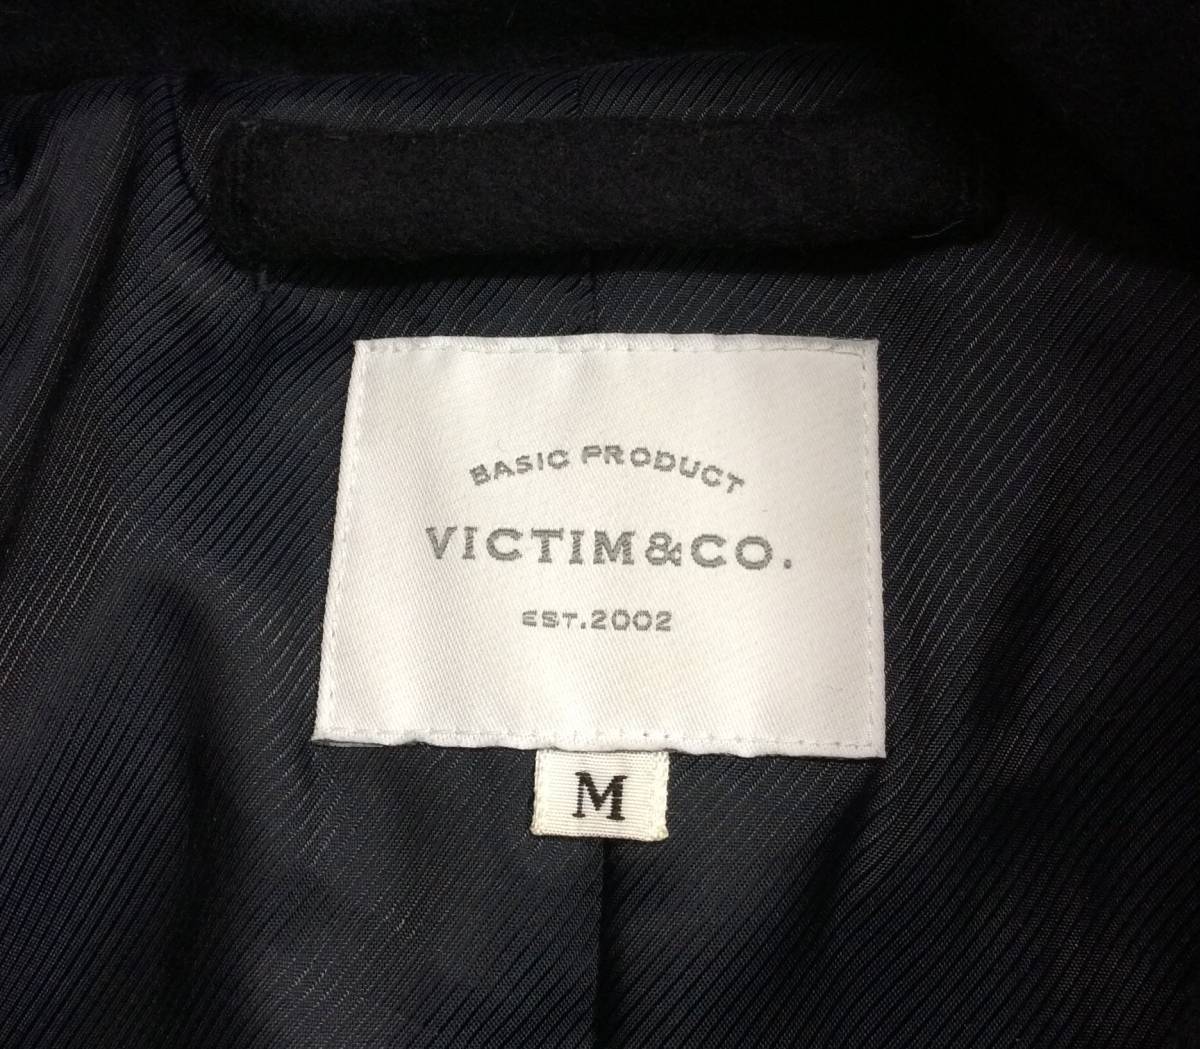 BASIC PRODUCT
VICTIM&CO.
EST.2002
M